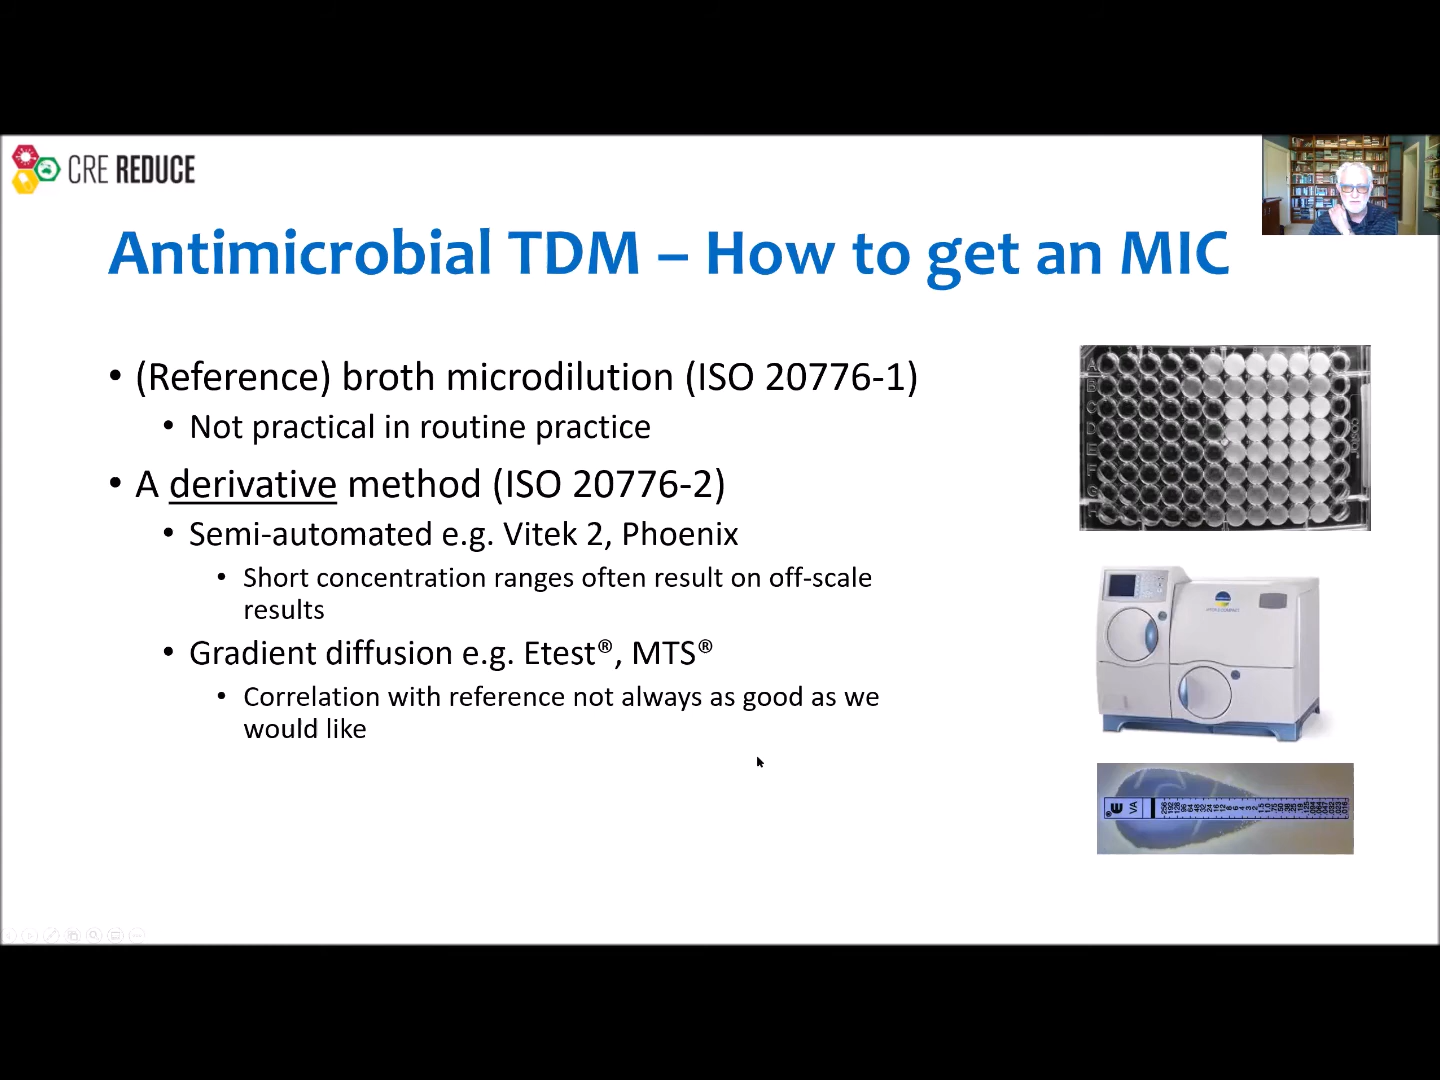 CRE REDUCE
Antimicrobial TDM – How to get an MIC
• (Reference) broth microdilution (ISO 20776-1)
• Not practical in routine practice
• A derivative method (ISO 20776-2)
• Semi-automated e.g. Vitek 2, Phoenix
• Short concentration ranges often result on off-scale
results
• Gradient diffusion e.g. Etest®, MTS®
• Correlation with reference not always as good as we
would like
VA